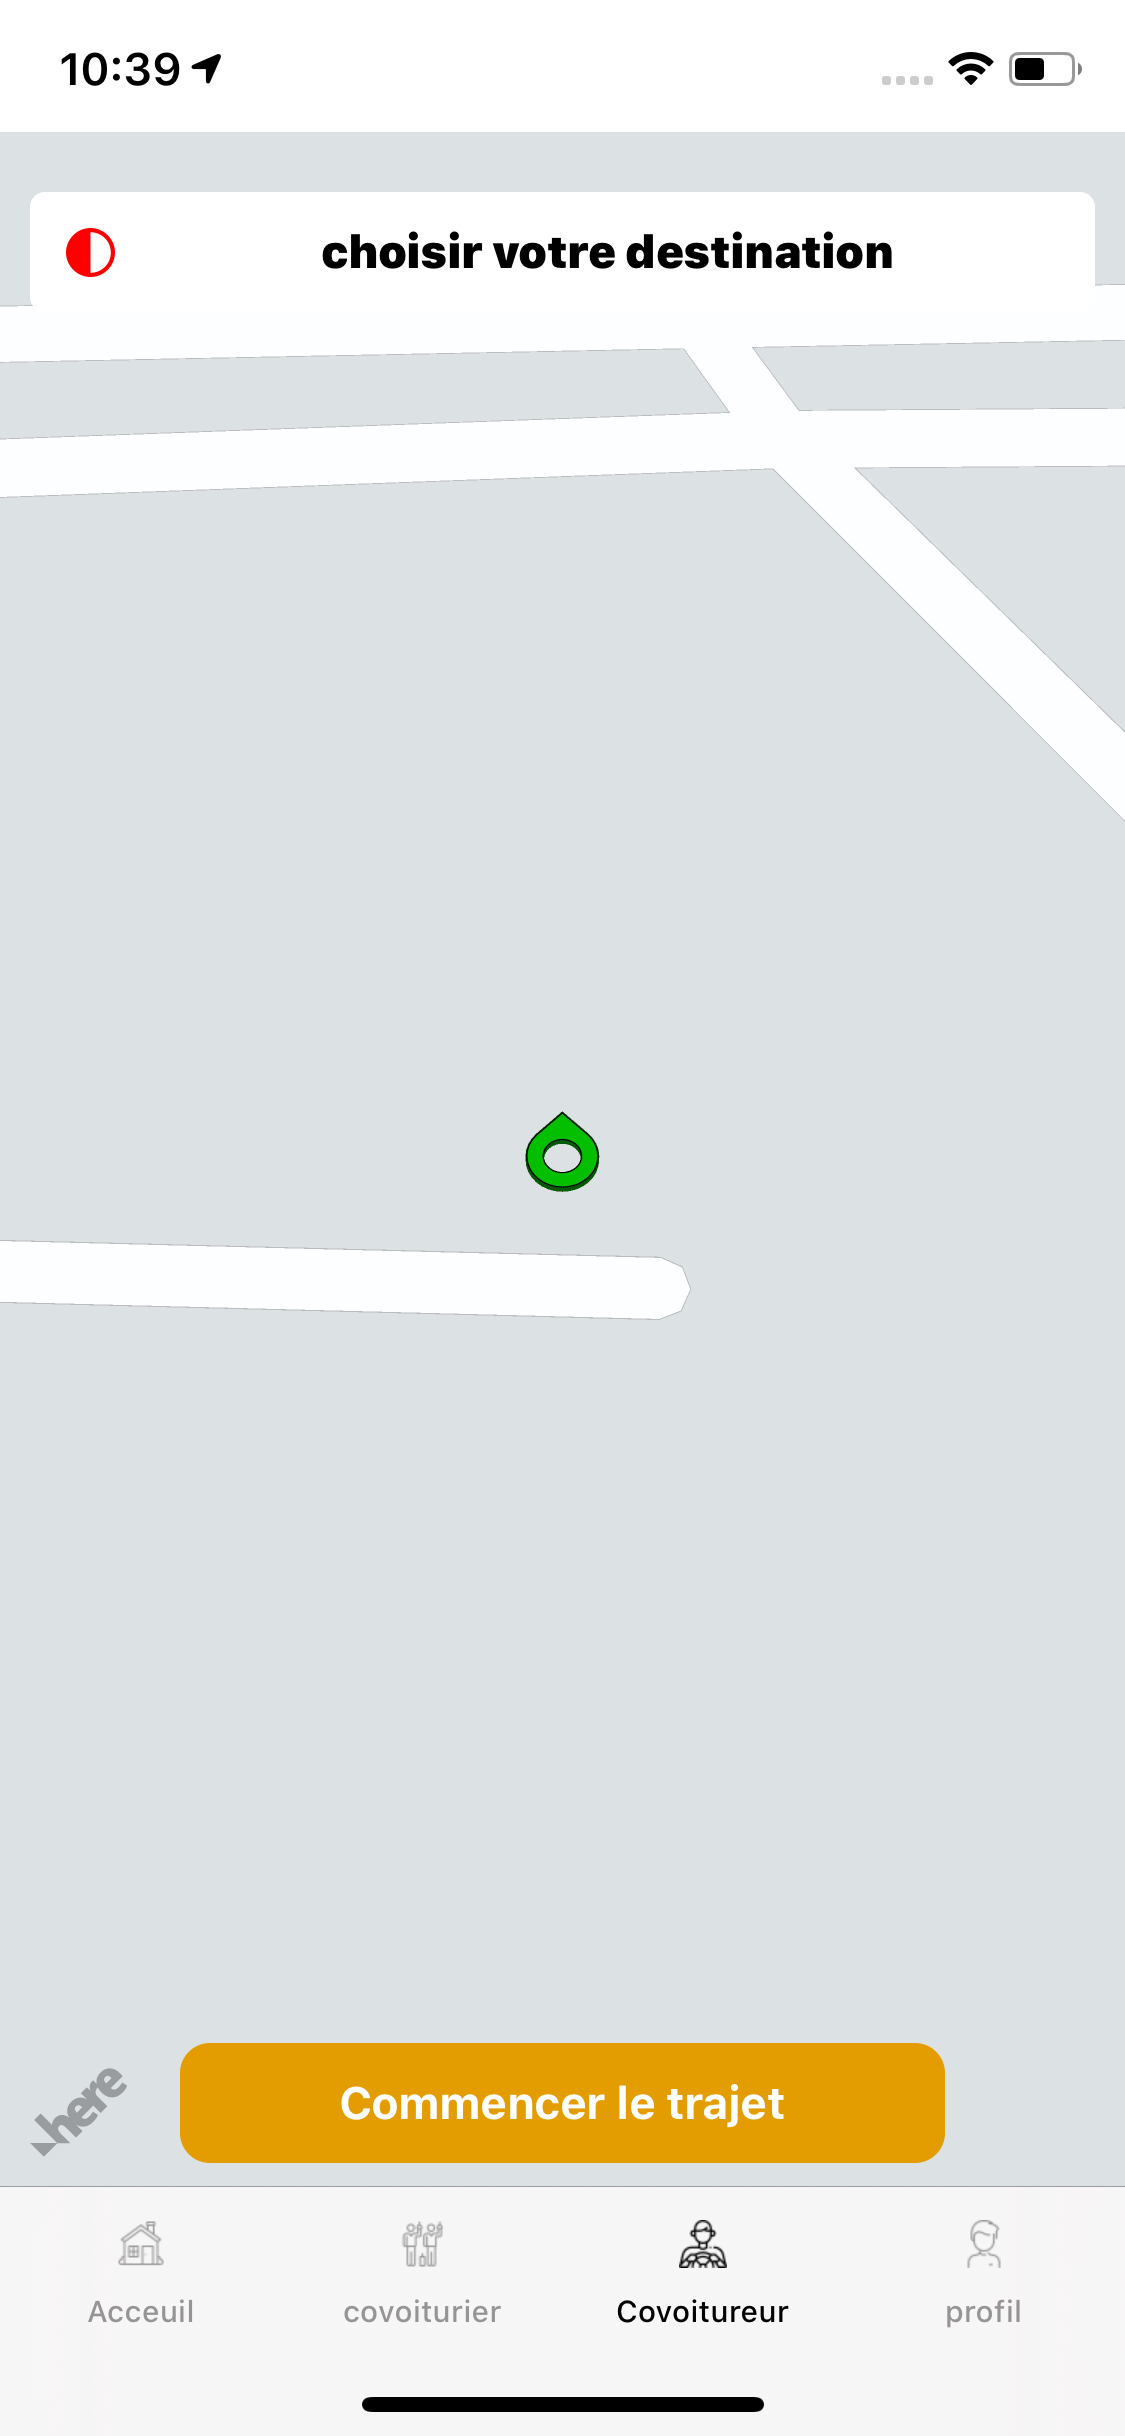 10:39
choisir votre destination
here
Commencer le trajet
Acceuil
covoiturier
Covoitureur
profil